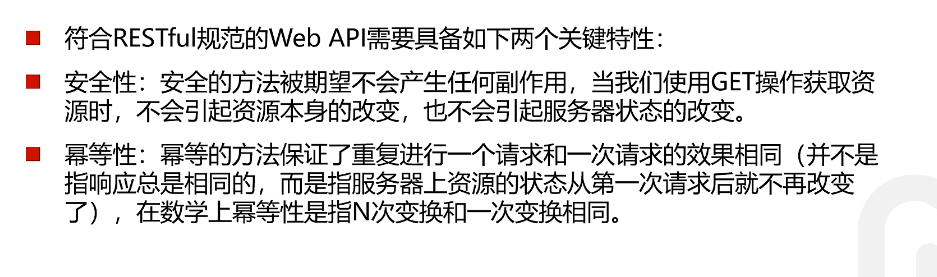 符合RESTful规范的Web API需要具备如下两个关键特性：
安全性：安全的方法被期望不会产生任何副作用，当我们使用GET操作获取资
源时，不会引起资源本身的改变，也不会引起服务器状态的改变。
幂等性：幂等的方法保证了重复进行一个请求和一次请求的效果相同（并不是
指响应总是相同的，而是指服务器上资源的状态从第一次请求后就不再改变
了），在数学上幂等性是指N次变换和一次变换相同。